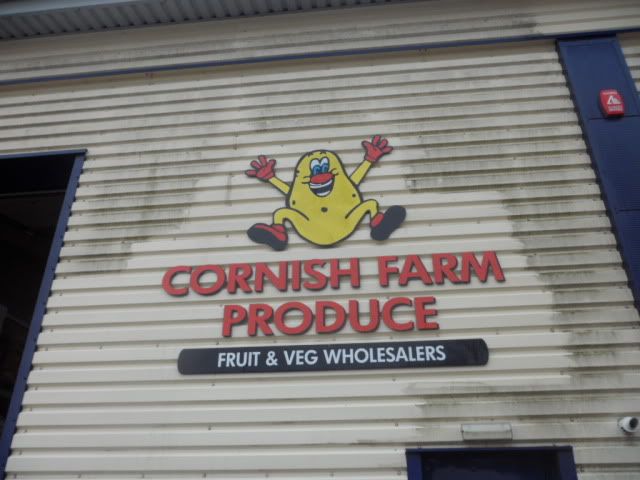 CORNISH FARM
PRODUCE
FRUIT & VEG WHOLESALERS